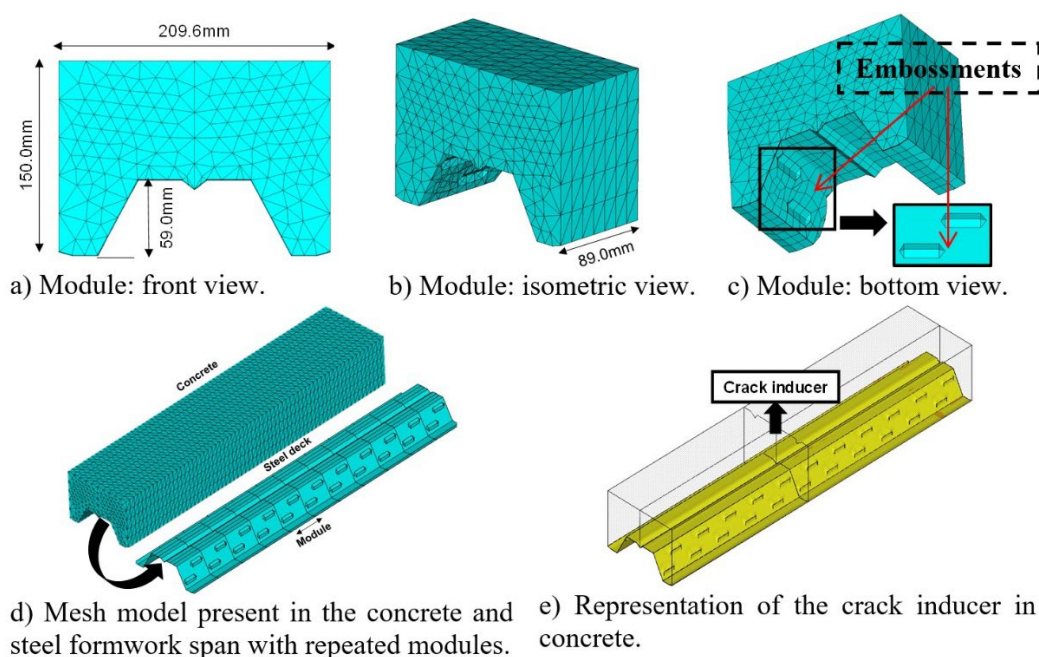 209.6mm
150.0mm
59.0mm
a) Module: front view.
89.0mm
b) Module: isometric view.
Embossments
c) Module: bottom view.
Concrete
Steel deck
Module
d) Mesh model present in the concrete and
steel formwork span with repeated modules.
Crack inducer
e) Representation of the crack inducer in
concrete.